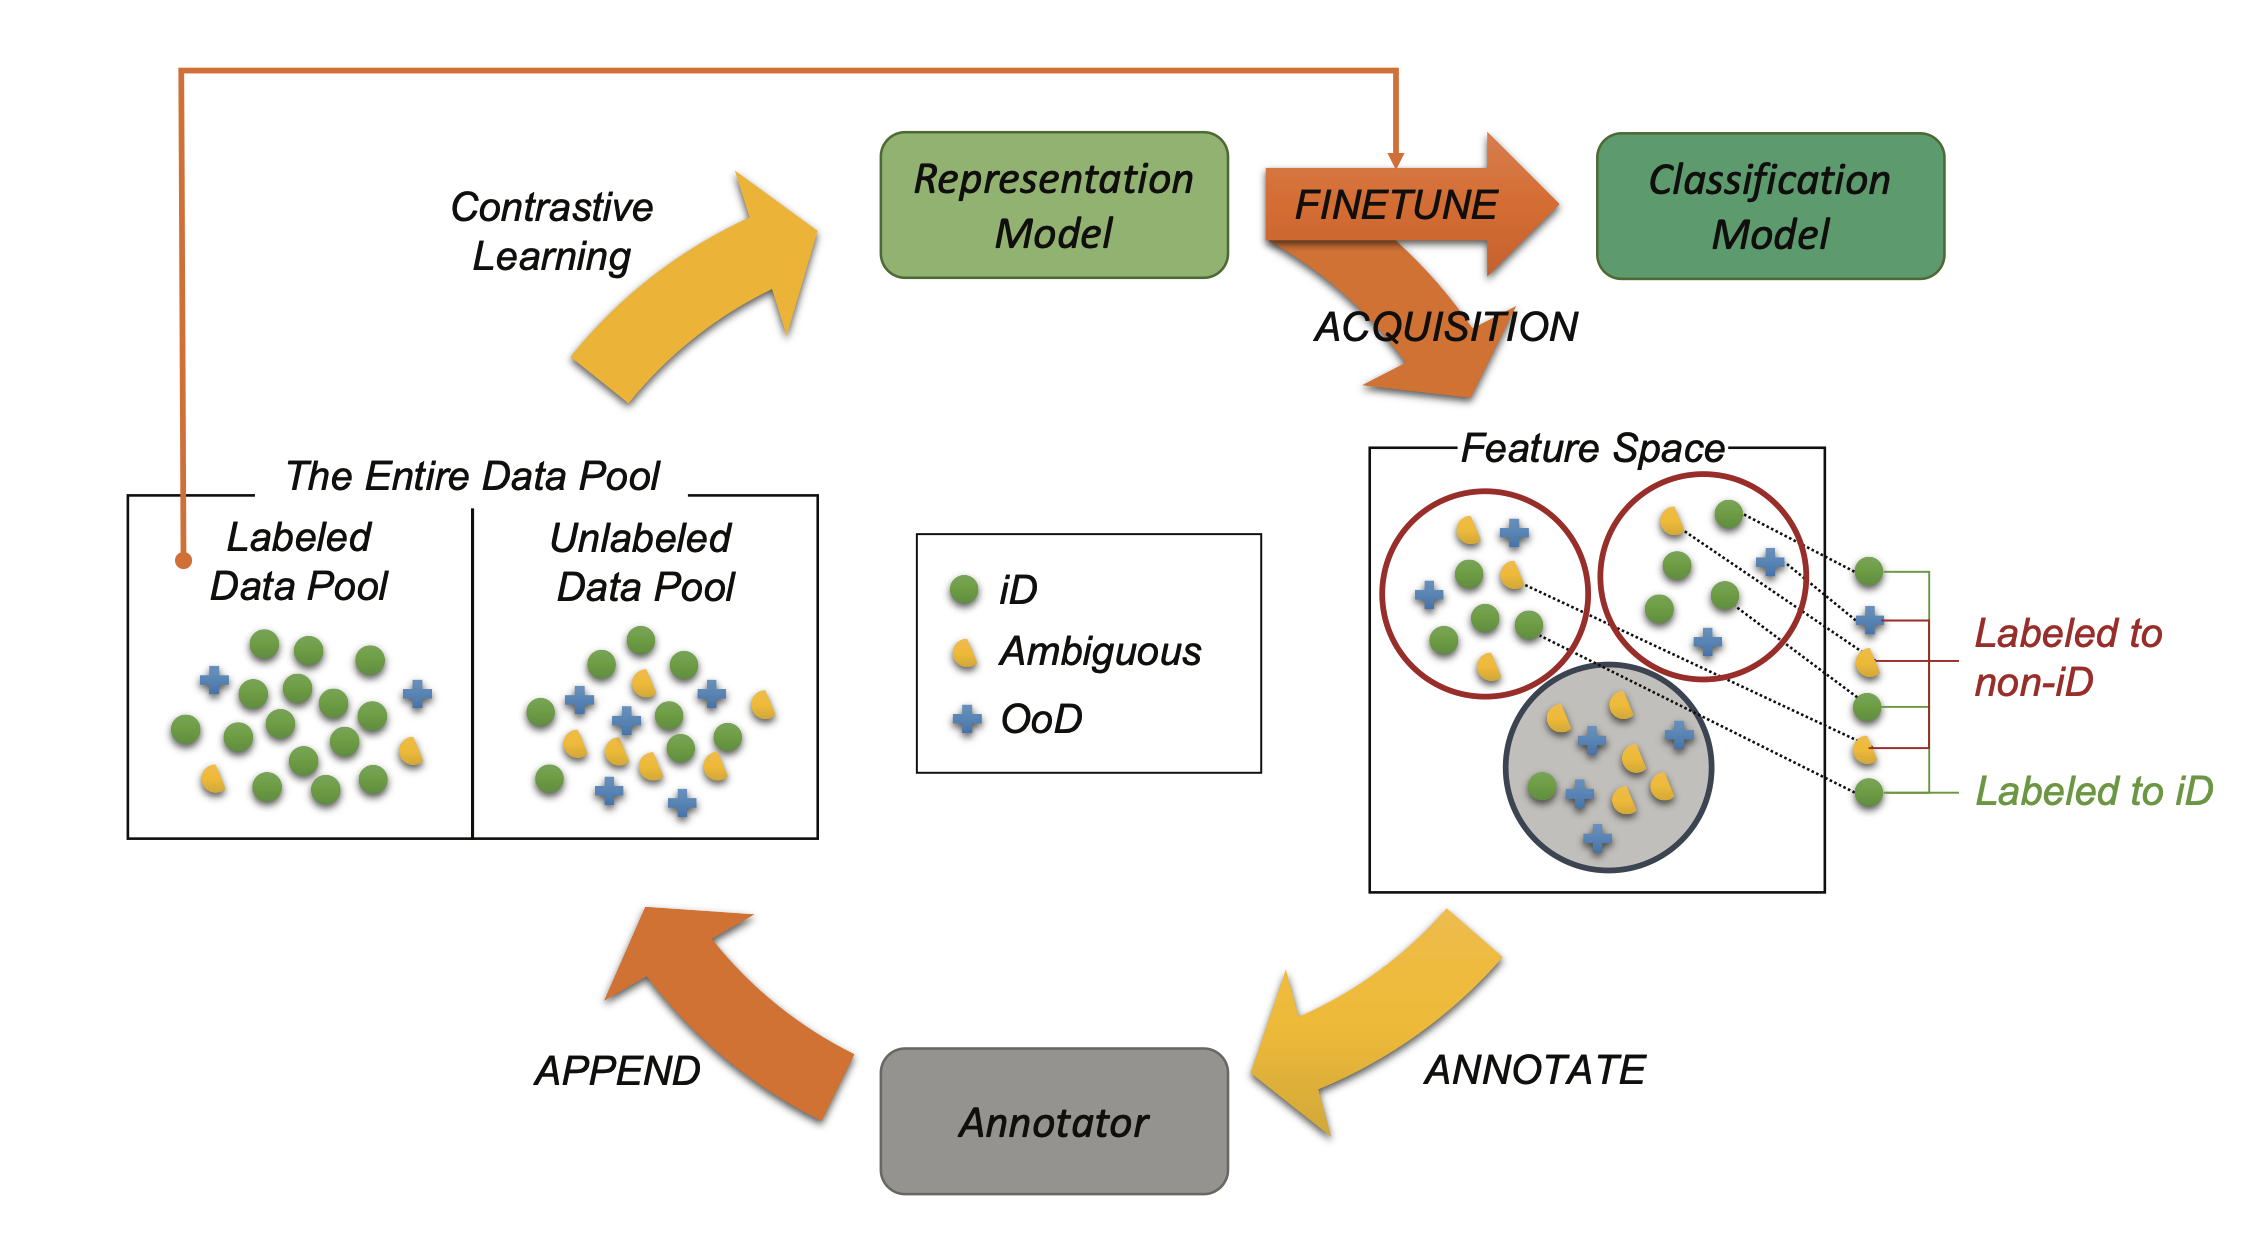 Contrastive
Learning
Representation
Model
FINETUNE
Classification
Model
ACQUISITION
The Entire Data Pool
Labeled
Data Pool
Unlabeled
Data Pool
iD
Ambiguous
OoD
Feature Space
Labeled to
non-iD
Labeled to iD
APPEND
Annotator
ANNOTATE